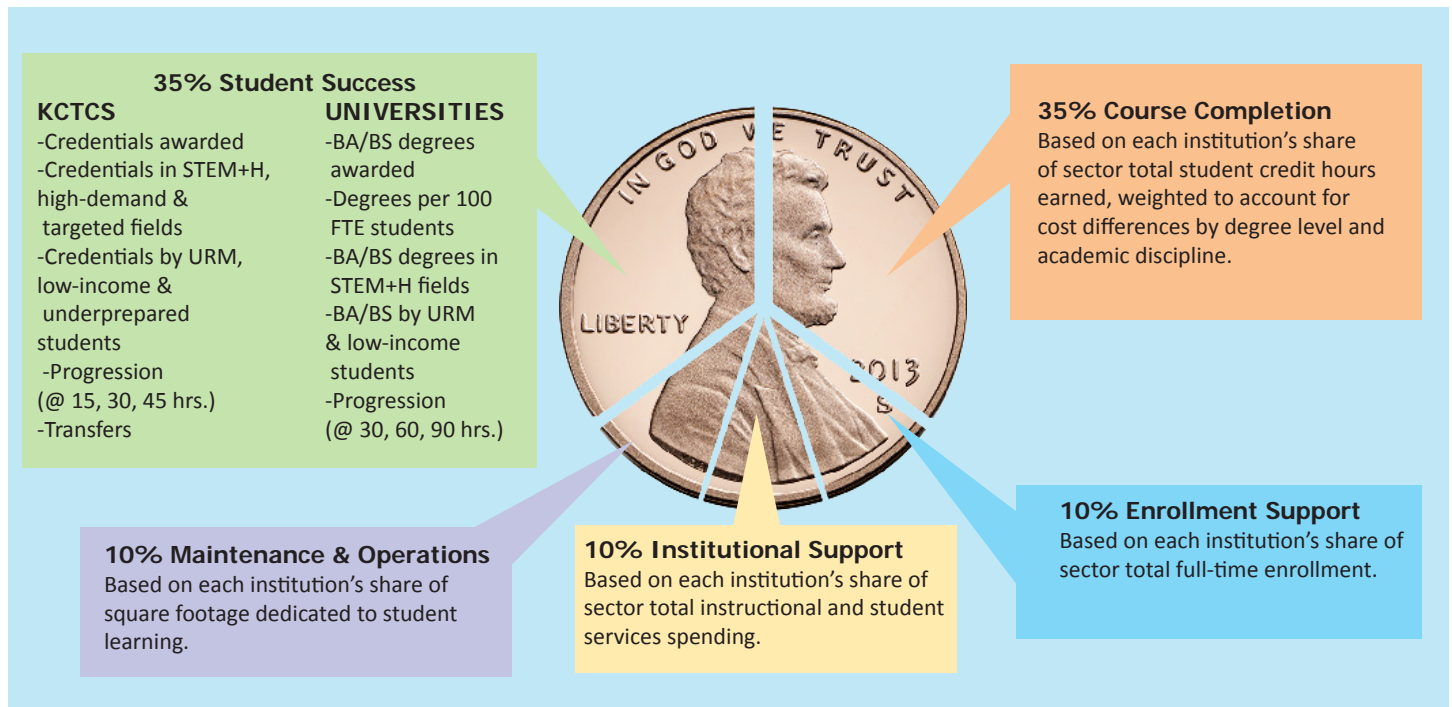 35% Student Success
KCTCS
-Credentials awarded
-Credentials in STEM+H,
high-demand &
targeted fields
-Credentials by URM,
low-income &
underprepared
students
-Progression
(@ 15, 30, 45 hrs.)
-Transfers
UNIVERSITIES
-BA/BS degrees
awarded
-Degrees per 100
FTE students
-BA/BS degrees in
STEM+H fields
-BA/BS by URM
& low-income
students
-Progression
(@ 30, 60, 90 hrs.)
IN GOD WE TRUST
LIBERTY
2013
S
35% Course Completion
Based on each institution's share
of sector total student credit hours
earned, weighted to account for
cost differences by degree level and
academic discipline.
10% Maintenance & Operations
Based on each institution's share of
square footage dedicated to student
learning.
10% Institutional Support
Based on each institution's share of
sector total instructional and student
services spending.
10% Enrollment Support
Based on each institution's share of
sector total full-time enrollment.